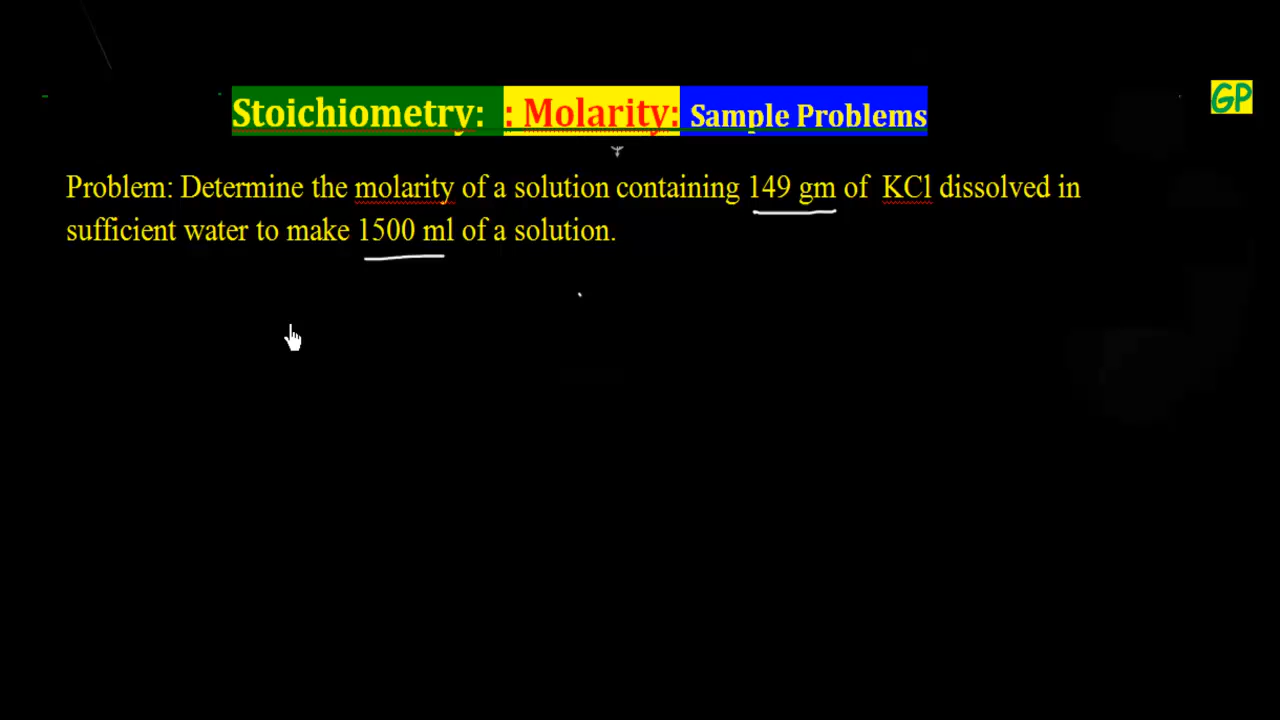 Stoichiometry: : Molarity: Sample Problems
GP
Problem: Determine the molarity of a solution containing 149 gm of KCl dissolved in
sufficient water to make 1500 ml of a solution.